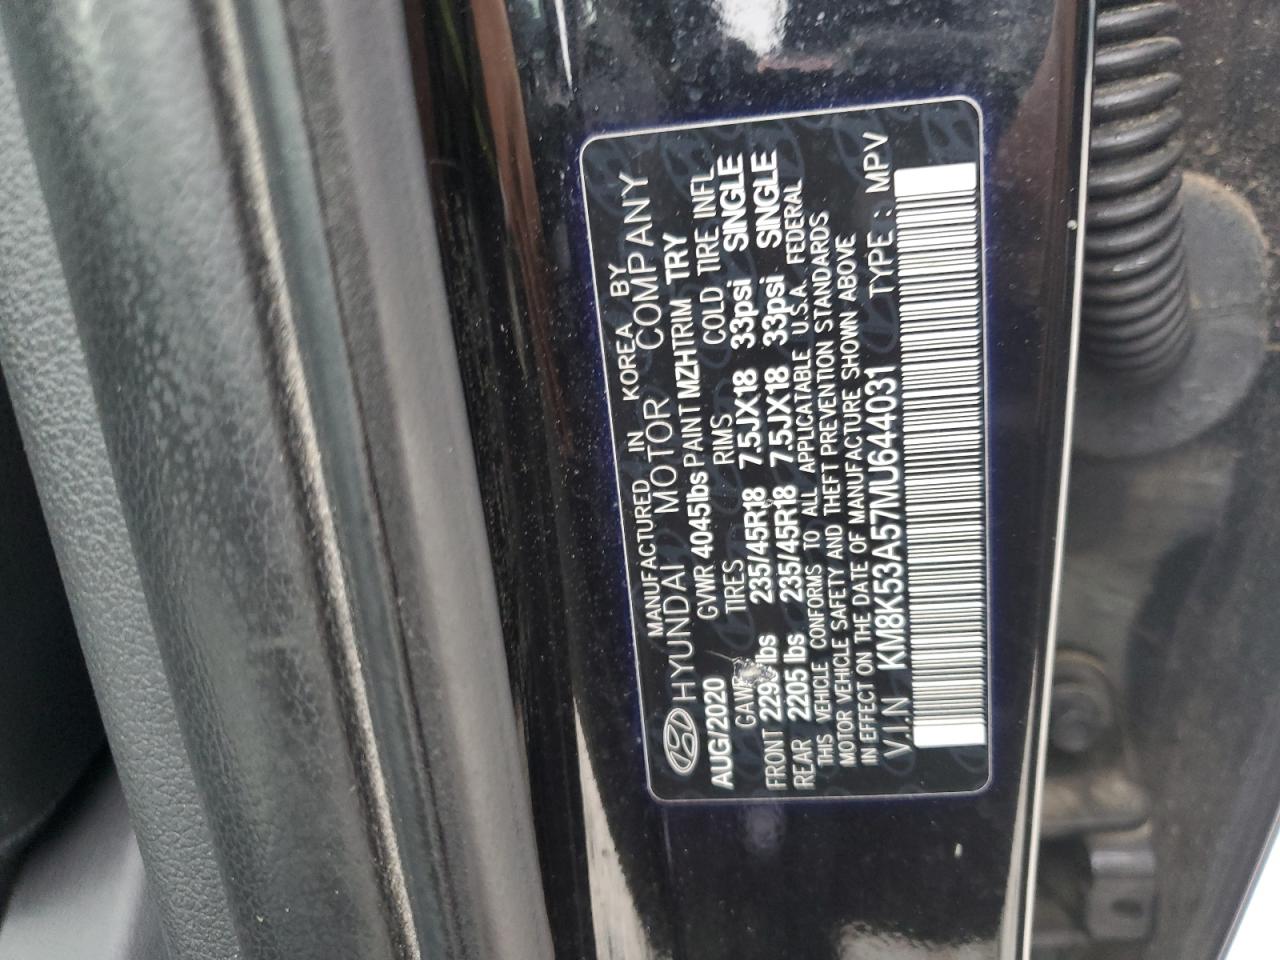 MANUFACTURED IN KOREA BY
HYUNDAI MOTOR COMPANY
AUG/2020 GVWR 4045lbs PAINT MZH TRIM TRY
TIRES RIMS COLD TIRE INFL
FRONT lbs 235/45R18 7.5JX18 33psi SINGLE
REAR 2205 lbs 235/45R18 7.5JX18 33psi SINGLE
THIS VEHICLE CONFORMS TO ALL APPLICATABLE U.S.A. FEDERAL
MOTOR VEHICLE SAFETY AND THEFT PREVENTION STANDARDS
IN EFFECT ON THE DATE OF MANUFACTURE SHOWN ABOVE
V.I.N KM8K53A57MU644031 TYPE : MPV